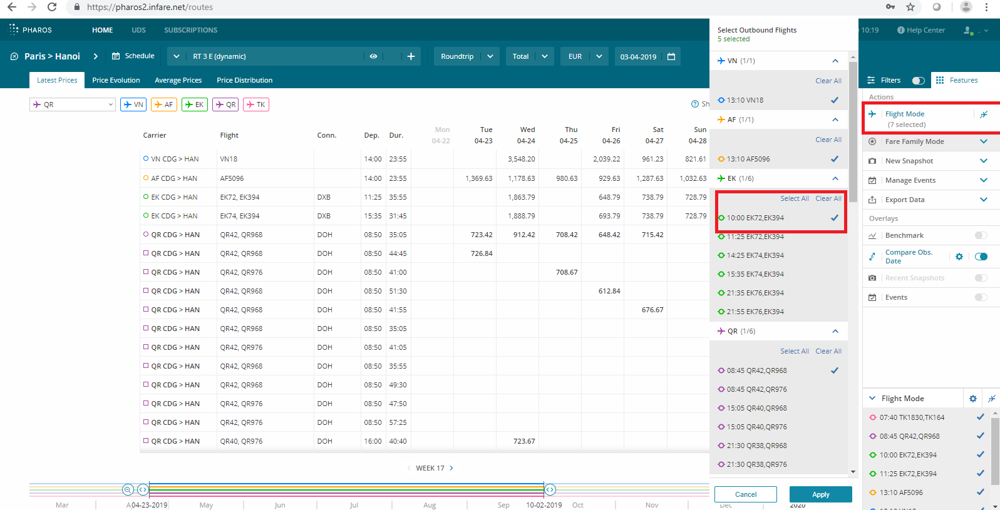 https://pharos2.infare.net/routes
PHAROS HOME UDS SUBSCRIPTIONS 10:19 Help Center
Paris > Hanoi Schedule RT 3 E (dynamic) Roundtrip Total EUR 03-04-2019
Latest Prices Price Evolution Average Prices Price Distribution
QR VN AF EK QR TK Sh
Carrier Flight Conn. Dep. Dur. Mon 04-22 Tue 04-23 Wed 04-24 Thu 04-25 Fri 04-26 Sat 04-27 Sun 04-28
VN CDG > HAN VN18 14:00 23:55 3,548.20 2,039.22 961.23 821.61
AF CDG > HAN AF5096 14:00 23:55 1,369.63 1,178.63 980.63 929.63 1,287.63 1,032.63
EK CDG > HAN EK72, EK394 DXB 11:25 35:55 1,863.79 648.79 738.79 728.79
EK CDG > HAN EK74, EK394 DXB 15:35 31:45 1,888.79 693.79 738.79 728.79
QR CDG > HAN QR42, QR968 DOH 08:50 35:05 723.42 912.42 708.42 648.42 715.42
QR CDG > HAN QR42, QR968 DOH 08:50 44:45 726.84
QR CDG > HAN QR42, QR976 DOH 08:50 41:00 708.67
QR CDG > HAN QR42, QR968 DOH 08:50 51:30 612.84
QR CDG > HAN QR42, QR968 DOH 08:50 41:55 676.67
QR CDG > HAN QR42, QR968 DOH 08:50 35:05
QR CDG > HAN QR42, QR976 DOH 08:50 41:05
QR CDG > HAN QR42, QR968 DOH 08:50 35:55
QR CDG > HAN QR42, QR968 DOH 08:50 49:30
QR CDG > HAN QR42, QR976 DOH 08:50 47:50
QR CDG > HAN QR42, QR976 DOH 08:50 57:25
QR CDG > HAN QR40, QR976 DOH 16:00 40:40 723.67
WEEK 17
Mar A 04-23-2019 May Jun Jul Aug Sep 10-02-2019 Oct Nov Dec 2020
Select Outbound Flights
5 selected
VN (1/1)
Clear All
13:10 VN18
AF (1/1)
Clear All
13:10 AF5096
EK (1/6)
Select All Clear All
10:00 EK72,EK394
11:25 EK72,EK394
14:25 EK74,EK394
15:35 EK74,EK394
21:35 EK76,EK394
21:55 EK76,EK394
QR (1/6)
Select All Clear All
08:45 QR42,QR968
08:45 QR42,QR976
15:05 QR40,QR968
15:05 QR40,QR976
21:30 QR38,QR968
21:30 QR38,QR976
Cancel Apply
Filters Features
Actions
Flight Mode
(7 selected)
Fare Family Mode
New Snapshot
Manage Events
Export Data
Overlays
Benchmark
Compare Obs.
Date
Recent Snapshots
Events
Flight Mode
07:40 TK1830,TK164
08:45 QR42,QR968
10:00 EK72,EK394
11:25 EK72,EK394
13:10 AF5096
13:10 VN18